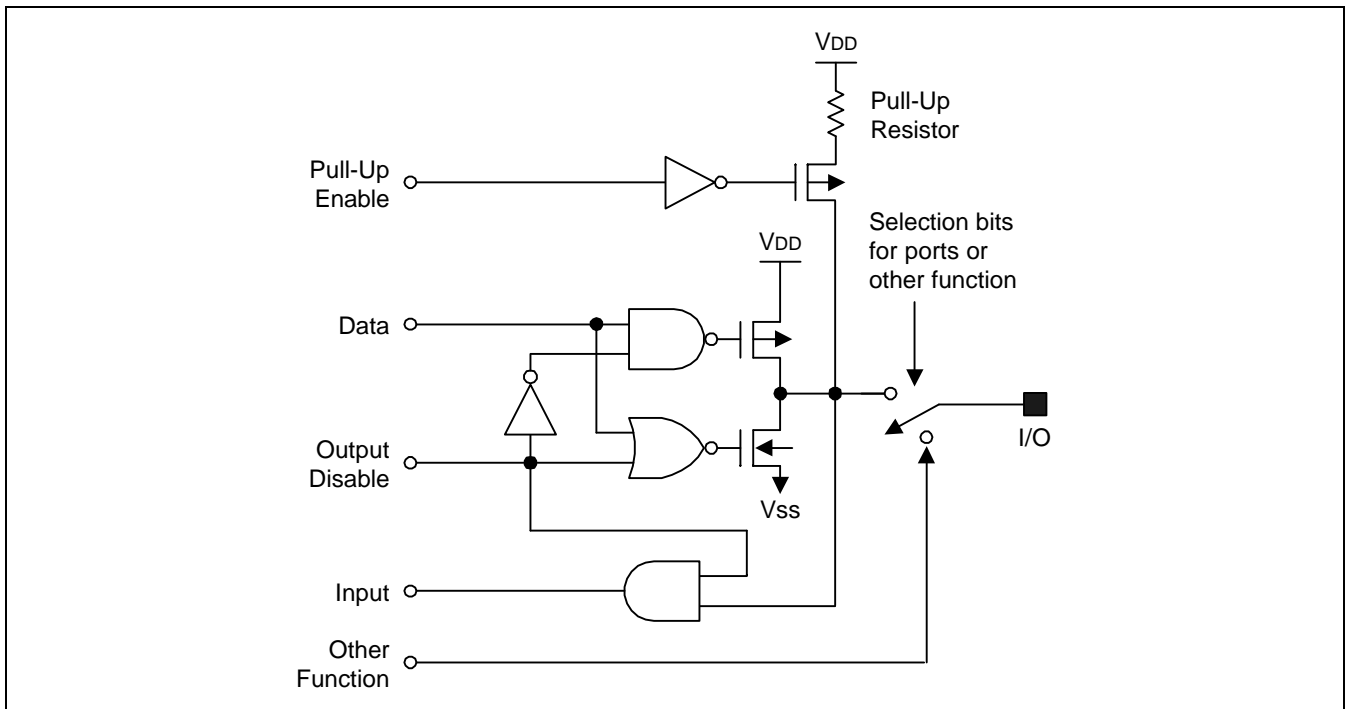 VDD
Pull-Up
Resistor
Pull-Up
Enable
Selection bits
for ports or
other function
VDD
Data
I/O
Output
Disable
Vss
Input
Other
Function